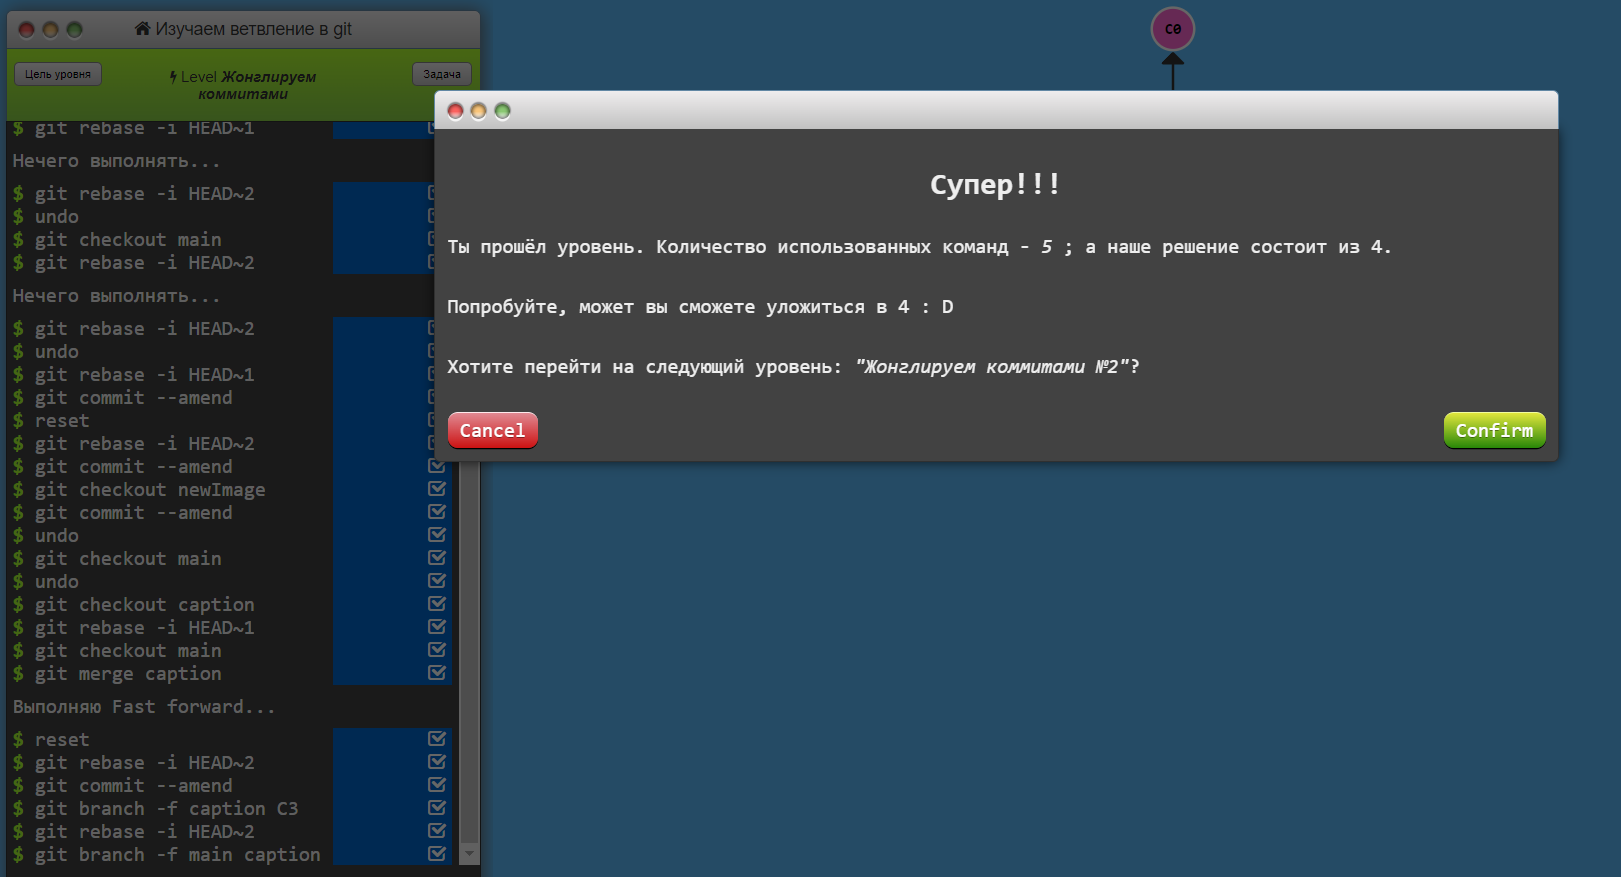 Изучаем ветвление в git
Цель уровня
Level Жонглируем
коммитами
Задача
C0
$ git rebase -i HEAD~1
Нечего выполнять...
$ git rebase -i HEAD~2
$ undo
$ git checkout main
$ git rebase -i HEAD~2
Нечего выполнять...
$ git rebase -i HEAD~2
$ undo
$ git rebase -i HEAD~1
$ git commit --amend
$ reset
$ git rebase -i HEAD~2
$ git commit --amend
$ git checkout newImage
$ git commit --amend
$ undo
$ git checkout main
$ undo
$ git checkout caption
$ git rebase -i HEAD~1
$ git checkout main
$ git merge caption
Выполняю Fast forward...
$ reset
$ git rebase -i HEAD~2
$ git commit --amend
$ git branch -f caption C3
$ git rebase -i HEAD~2
$ git branch -f main caption
Супер!!!
Ты прошёл уровень. Количество использованных команд - 5 ; а наше решение состоит из 4.
Попробуйте, может вы сможете уложиться в 4 : D
Хотите перейти на следующий уровень: "Жонглируем коммитами №2"?
Cancel
Confirm